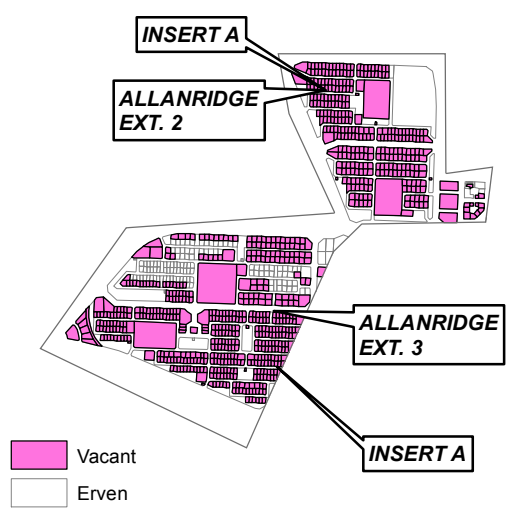 INSERT A
ALLANRIDGE
EXT. 2
ALLANRIDGE
EXT. 3
INSERT A
Vacant
Erven